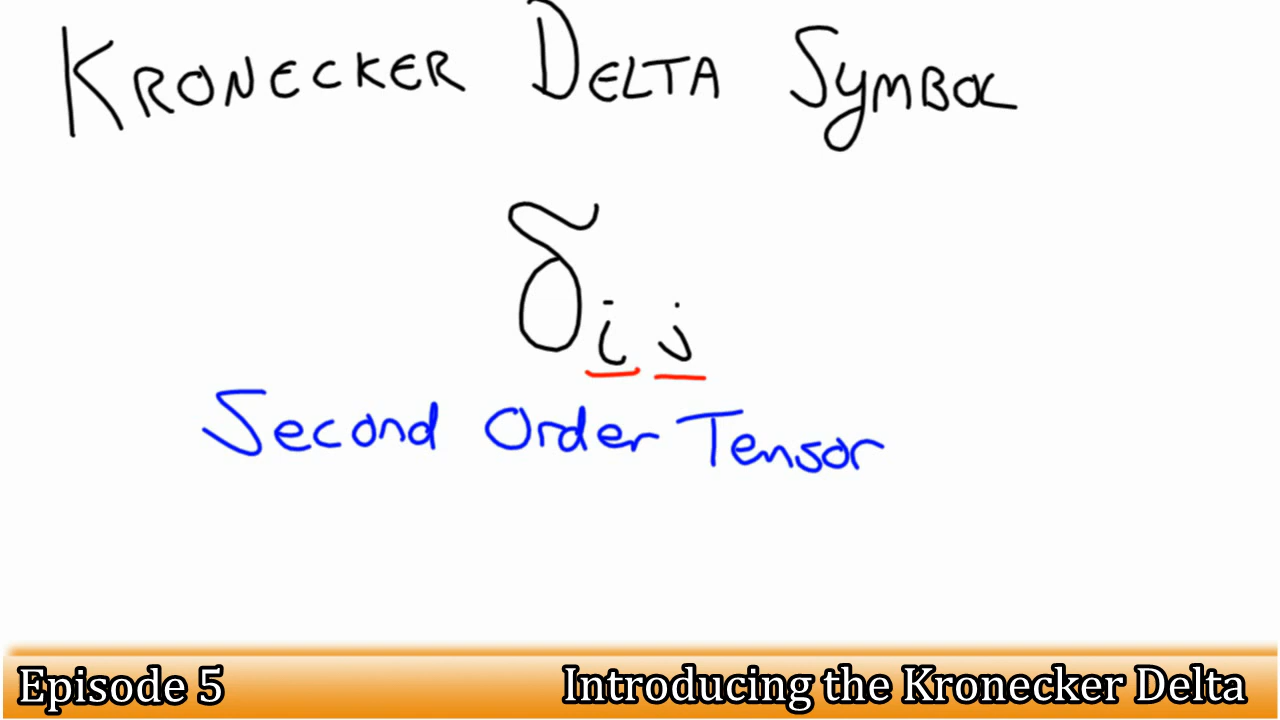 KRONECKER DELTA SYMBOL
δij
Second Order Tensor
Episode 5 Introducing the Kronecker Delta